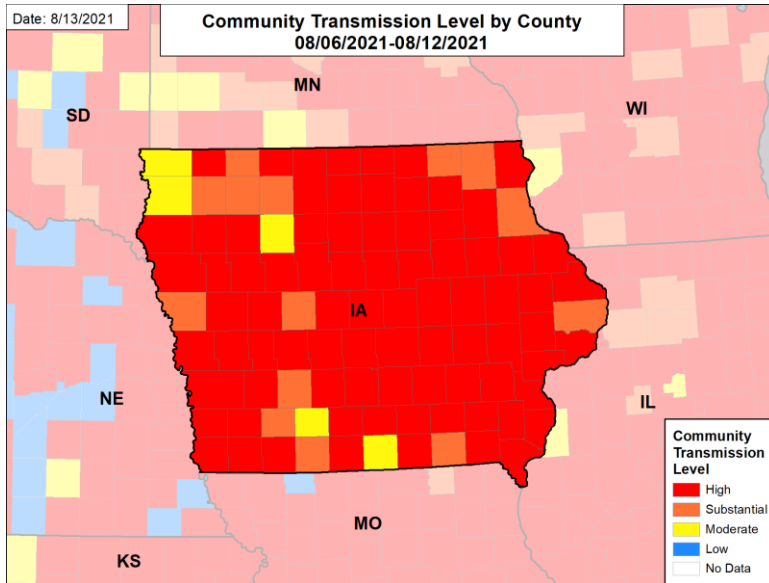 Date: 8/13/2021
Community Transmission Level by County
08/06/2021-08/12/2021
MN
WI
SD
IA
NE
IL
MO
KS
Community
Transmission
Level
High
Substantial
Moderate
Low
No Data